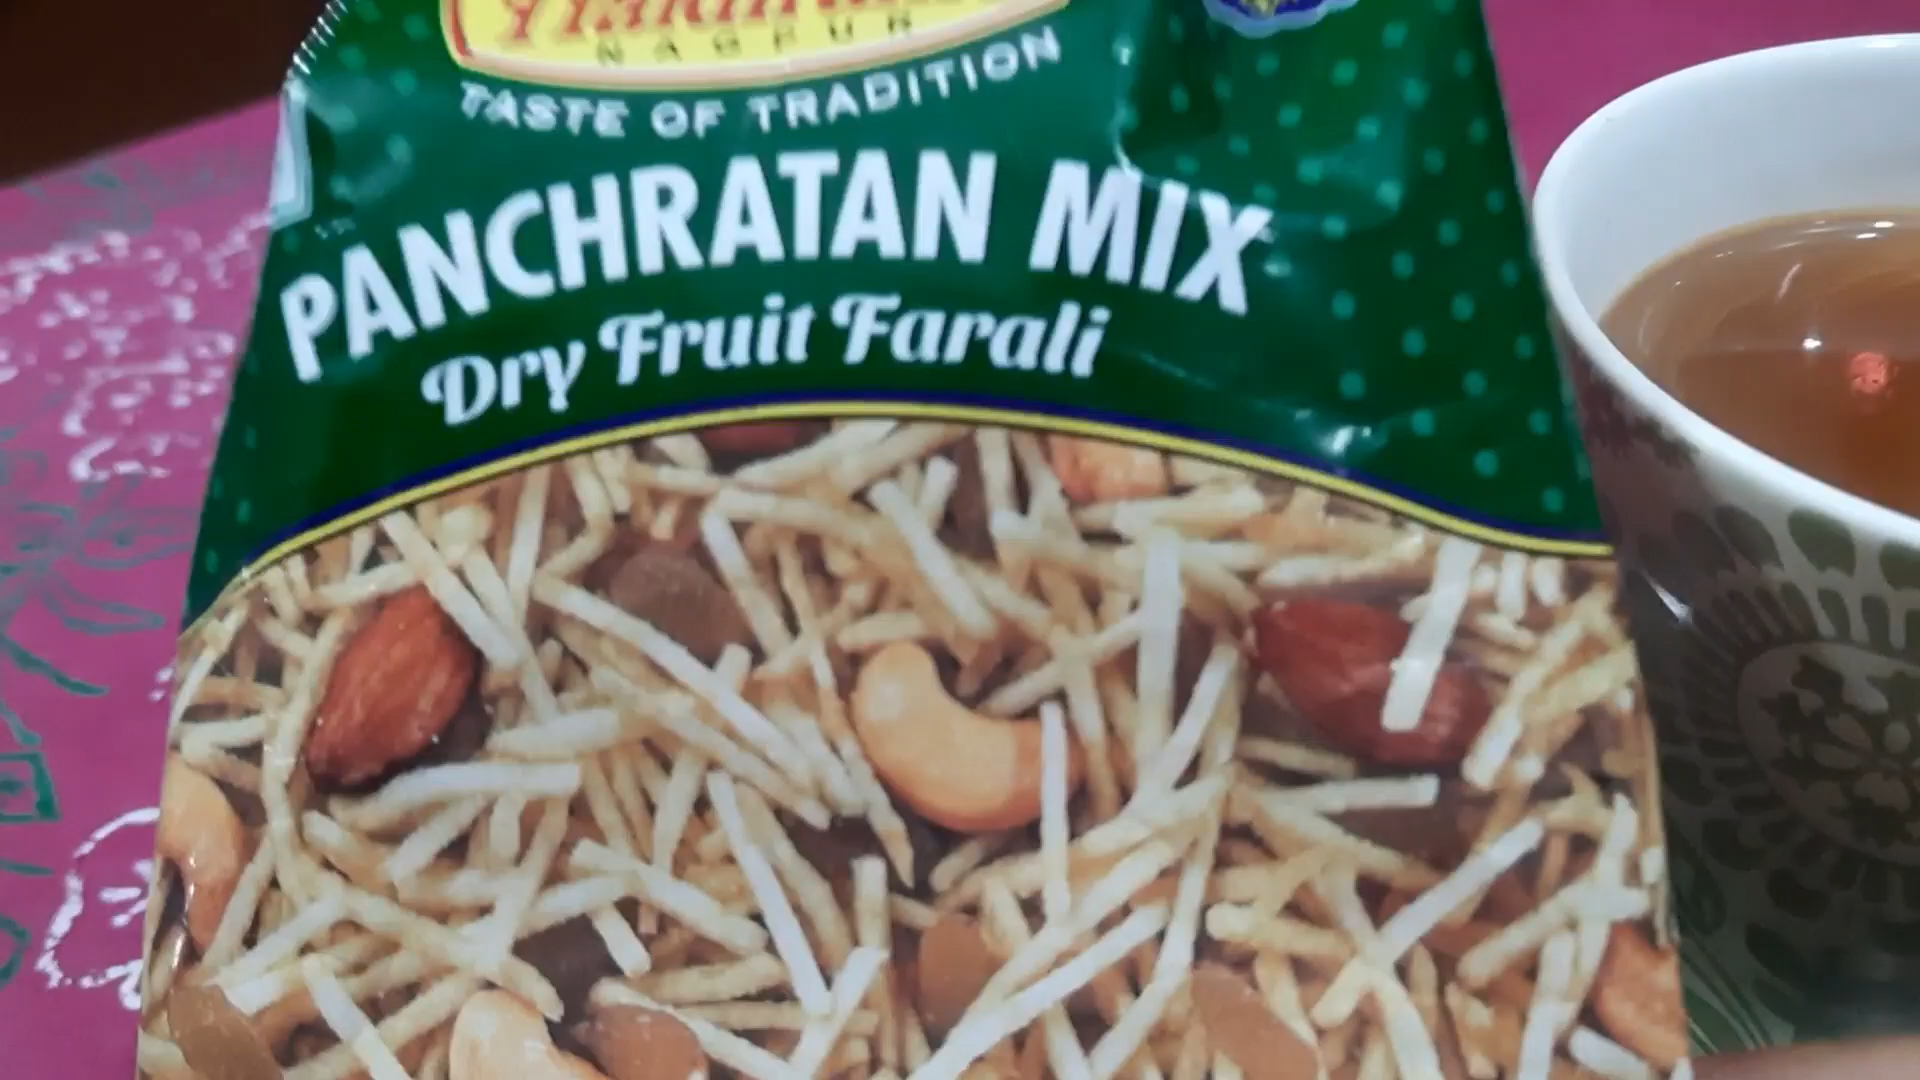 NAGPUR
TASTE OF TRADITION
PANCHRATAN MIX
Dry Fruit Farali